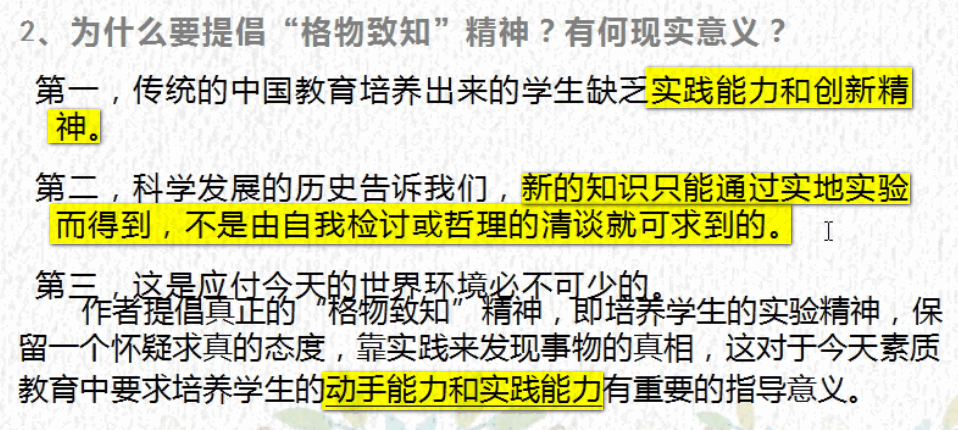 2、为什么要提倡“格物致知”精神？有何现实意义？
第一，传统的中国教育培养出来的学生缺乏实践能力和创新精
神。
第二，科学发展的历史告诉我们，新的知识只能通过实地实验
而得到，不是由自我检讨或哲理的清谈就可求到的。
第三，这是应付今天的世界环境必不可少的。
作者提倡真正的“格物致知”精神，即培养学生的实验精神，保
留一个怀疑求真的态度，靠实践来发现事物的真相，这对于今天素质
教育中要求培养学生的动手能力和实践能力有重要的指导意义。